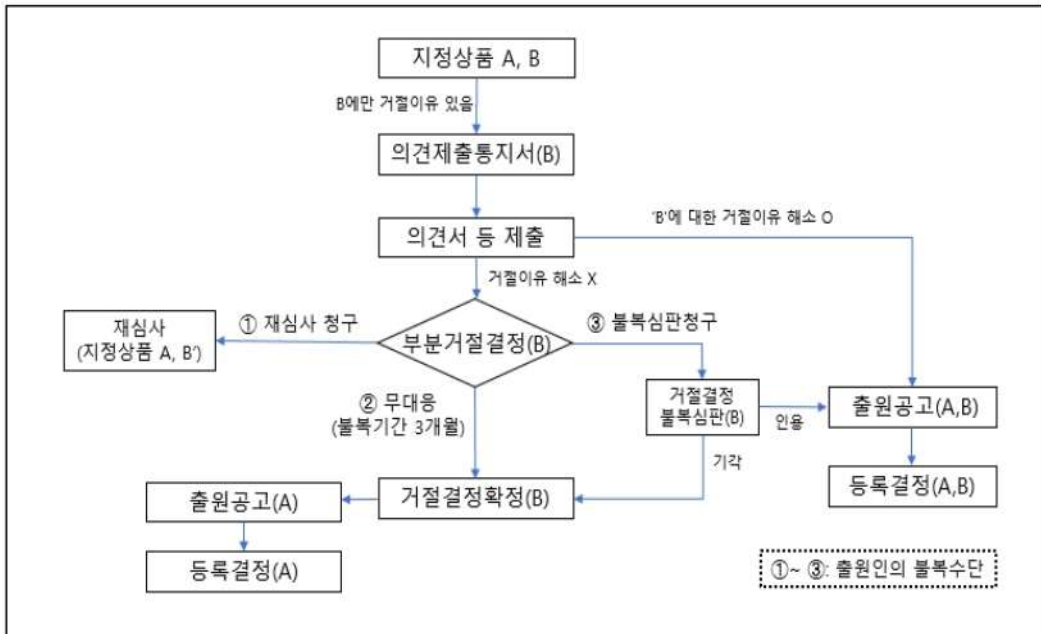 지정상품 A, B
B에만 거절이유 있음
의견제출통지서(B)
의견서 등 제출
'B'에 대한 거절이유 해소 O
거절이유 해소 X
부분거절결정(B)
① 재심사 청구
재심사
(지정상품 A, B')
③ 불복심판청구
거절결정
불복심판(B)
인용
출원공고(A,B)
등록결정(A,B)
② 무대응
(불복기간 3개월)
기각
거절결정확정(B)
출원공고(A)
등록결정(A)
①~ ③: 출원인의 불복수단